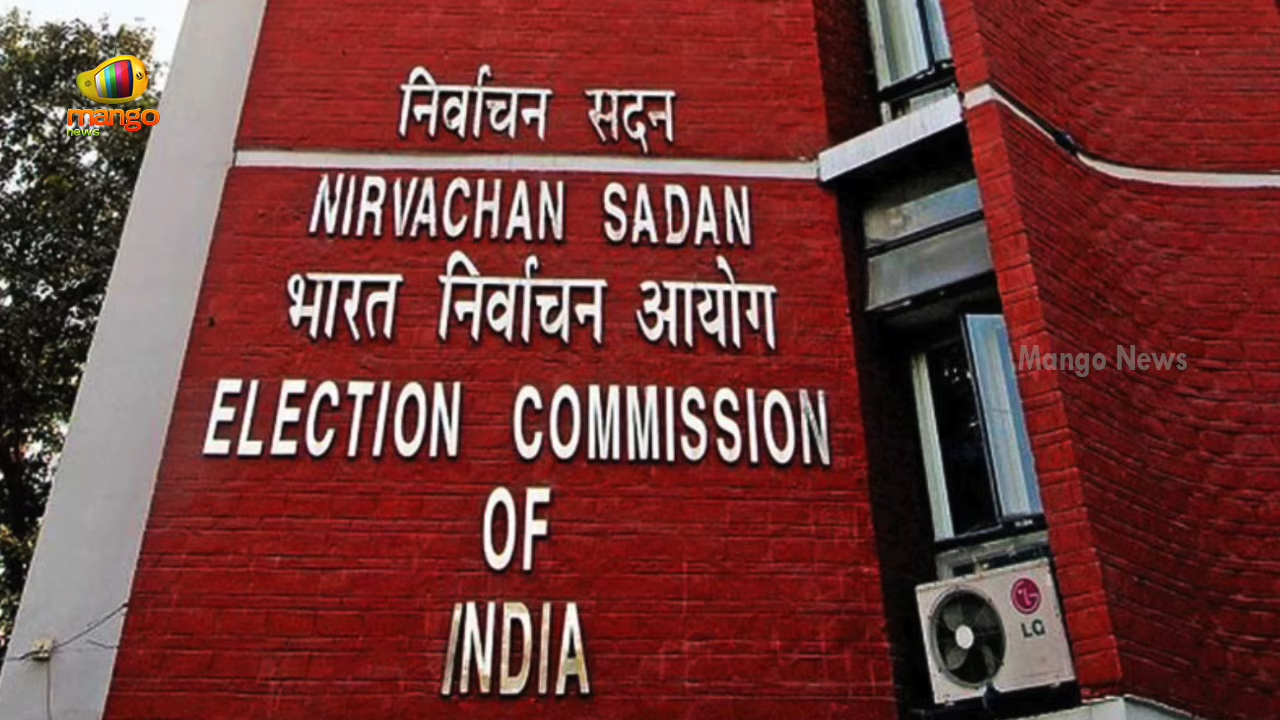 mango
news
निर्वाचन सदन
NIRVACHAN SADAN
भारत निर्वाचन आयोग
Mango News
ELECTION COMMISSION
OF
INDIA
LG